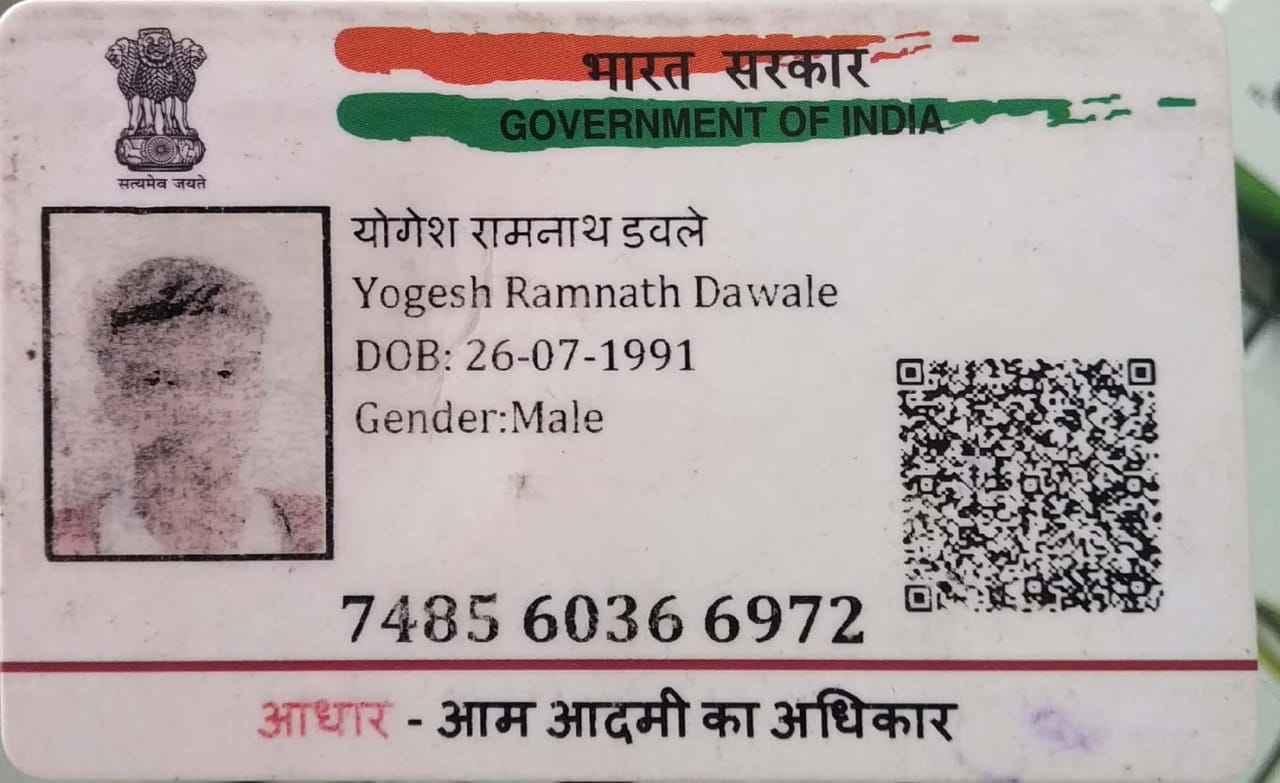 भारत सरकार
GOVERNMENT OF INDIA
सत्यमेव जयते
योगेश रामनाथ डवले
Yogesh Ramnath Dawale
DOB: 26-07-1991
Gender:Male
7485 6036 6972
आधार - आम आदमी का अधिकार